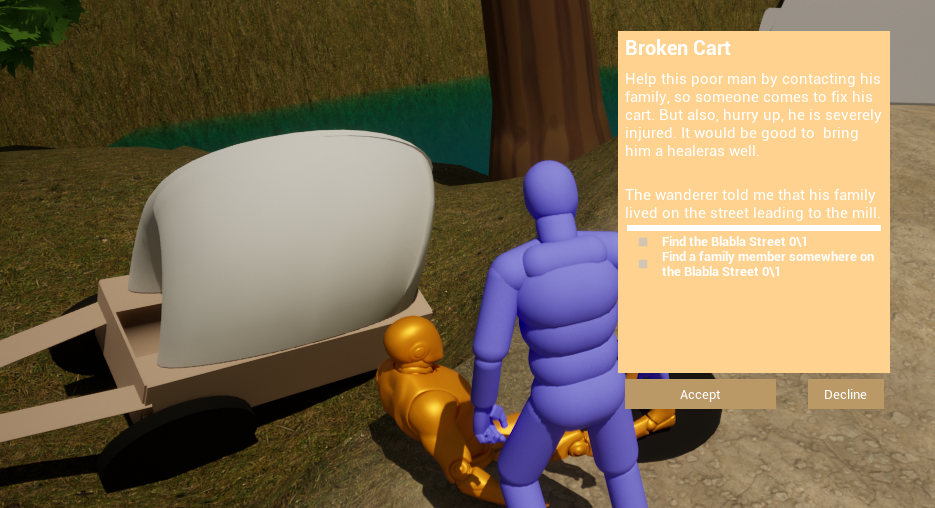 Broken Cart
Help this poor man by contacting his
family, so someone comes to fix his
cart. But also, hurry up, he is severely
injured. It would be good to  bring
him a healeras well.
The wanderer told me that his family
lived on the street leading to the mill.
Find the Blabla Street 0\1
Find a family member somewhere on
the Blabla Street 0\1
Accept
Decline